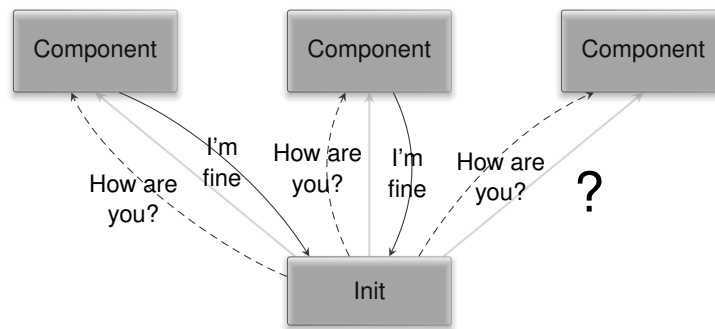 Component
Component
Component
I'm
fine
How are
you?
How are
you?
I'm
fine
How are
you?
?
Init